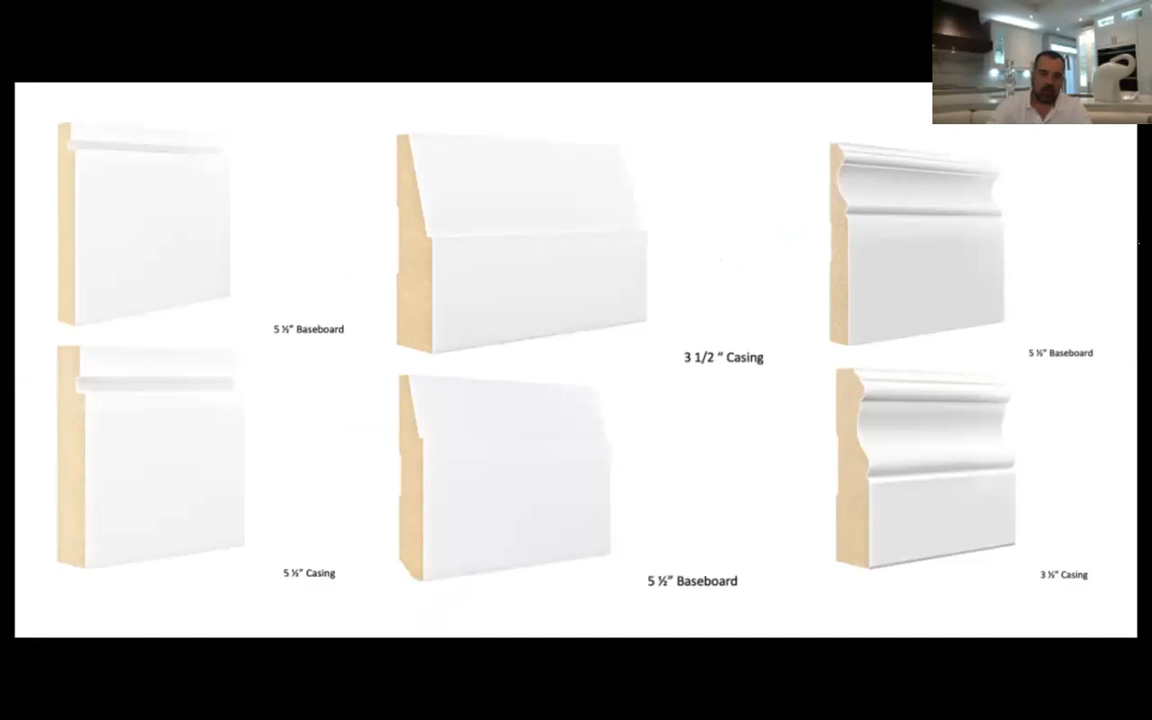 5 ½" Baseboard
3 1/2 " Casing
5 ½" Baseboard
5 ½" Casing
5 ½" Baseboard
3 ½" Casing